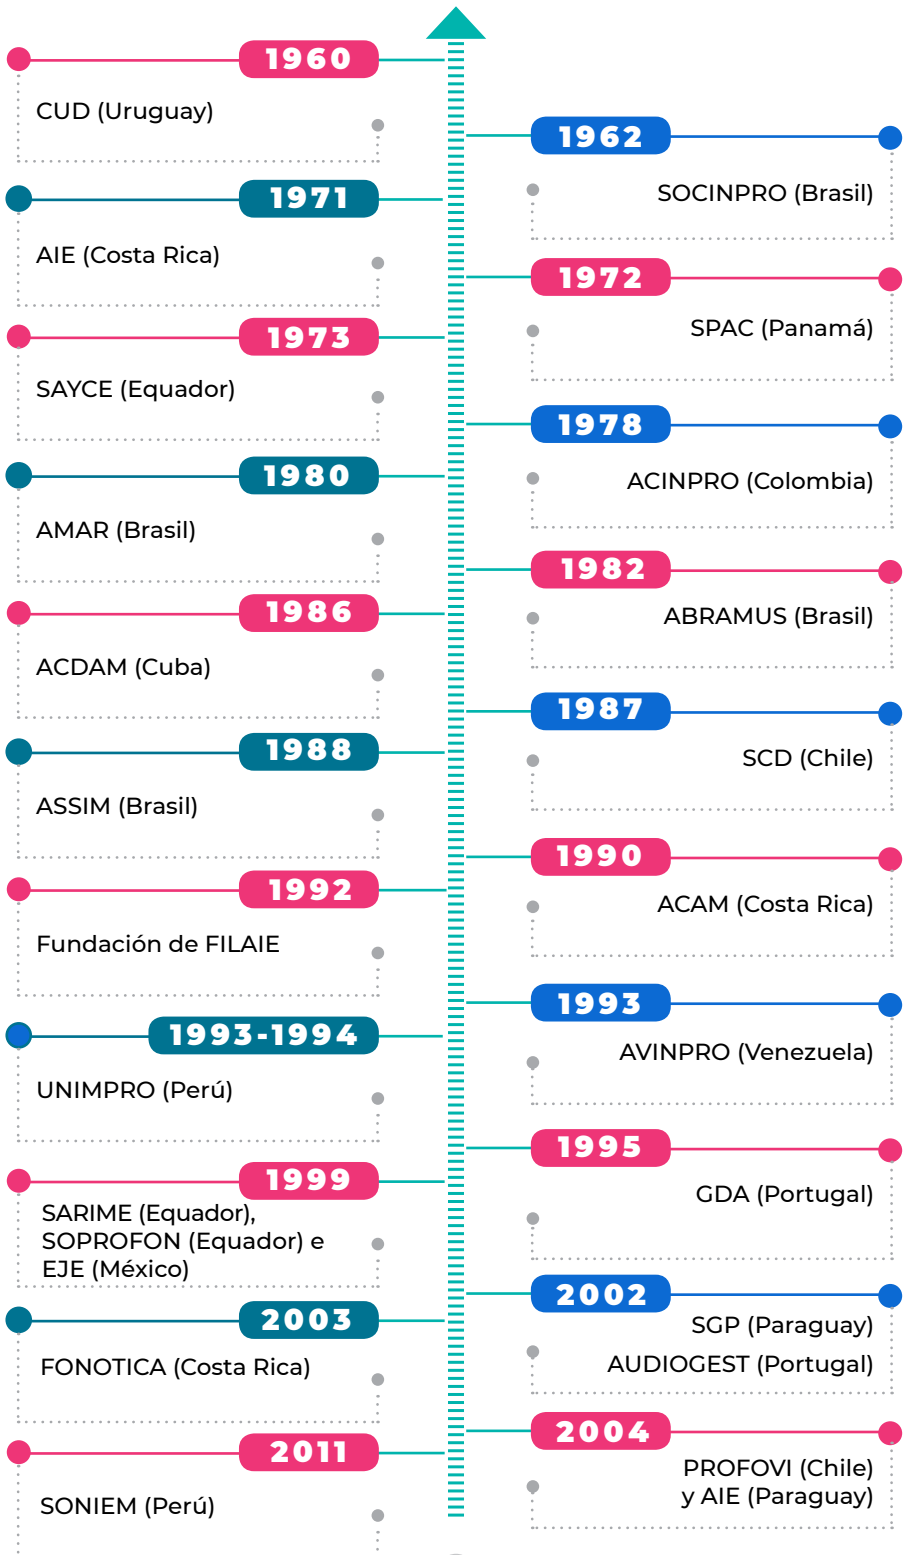 1960
CUD (Uruguay)
1962
SOCINPRO (Brasil)
1971
AIE (Costa Rica)
1972
SPAC (Panamá)
1973
SAYCE (Equador)
1978
ACINPRO (Colombia)
1980
AMAR (Brasil)
1982
ABRAMUS (Brasil)
1986
ACDAM (Cuba)
1987
SCD (Chile)
1988
ASSIM (Brasil)
1990
ACAM (Costa Rica)
1992
Fundación de FILAIE
1993
AVINPRO (Venezuela)
1993-1994
UNIMPRO (Perú)
1995
GDA (Portugal)
1999
SARIME (Equador),
SOPROFON (Equador) e
EJE (México)
2002
SGP (Paraguay)
AUDIOGEST (Portugal)
2003
FONOTICA (Costa Rica)
2004
PROFOVI (Chile)
y AIE (Paraguay)
2011
SONIEM (Perú)